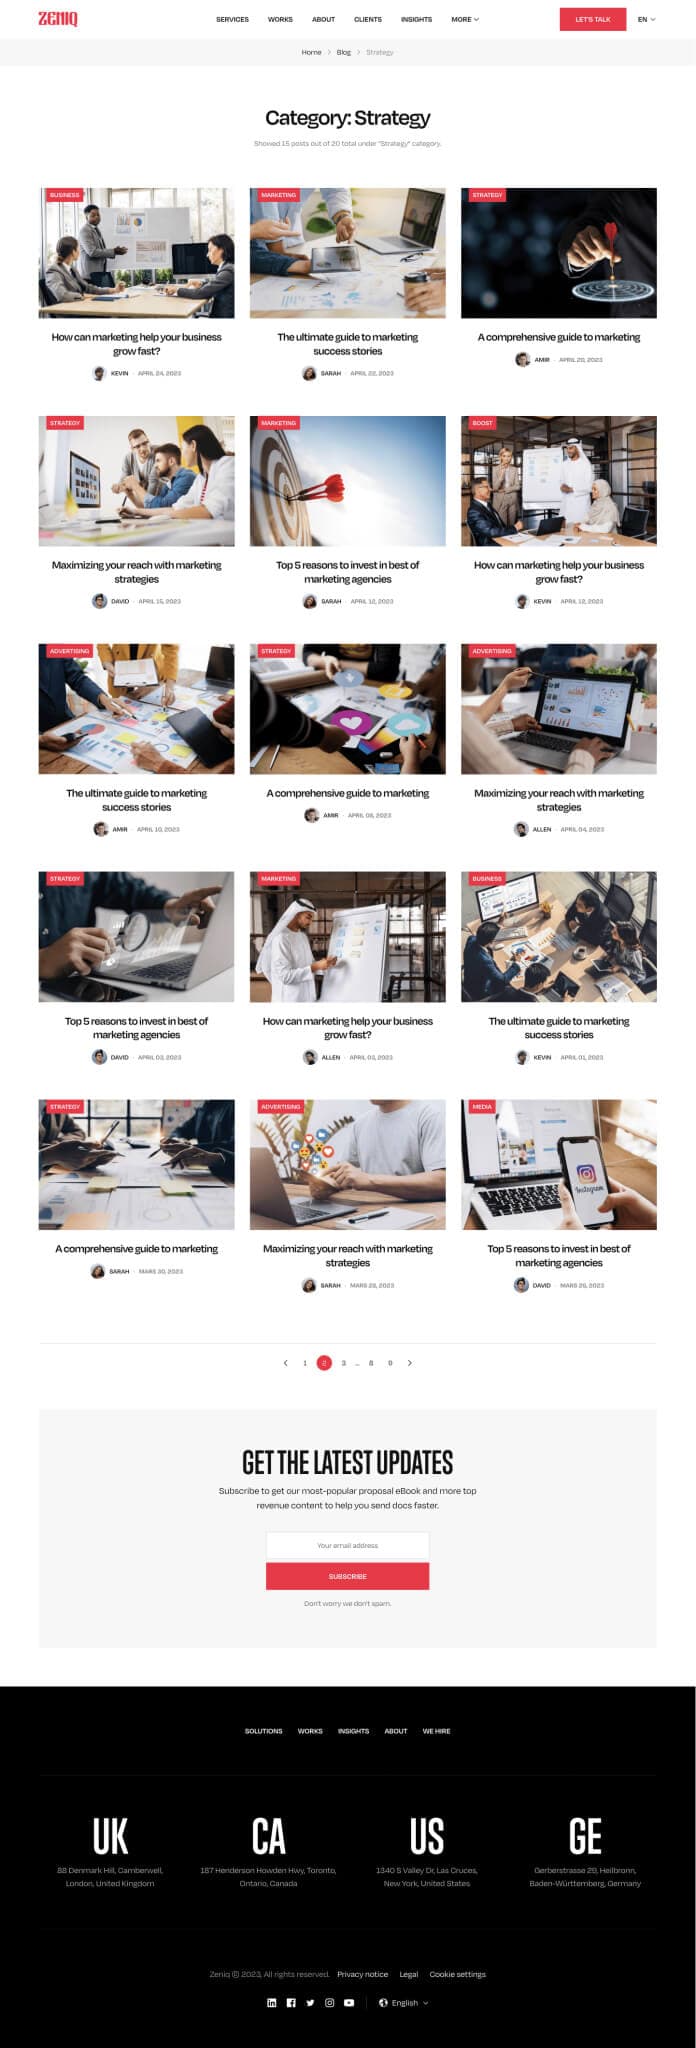 ZENIQ
SERVICES WORKS ABOUT CLIENTS INSIGHTS MORE
LET'S TALK
EN
Home > Blog > Strategy
Category: Strategy
Showed 15 posts out of 20 total under "Strategy" category.
BUSINESS
MARKETING
STRATEGY
How can marketing help your business
grow fast?
KEVIN · APRIL 24, 2023
The ultimate guide to marketing
success stories
SARAH · APRIL 22, 2023
A comprehensive guide to marketing
AMIR · APRIL 20, 2023
STRATEGY
MARKETING
BOOST
Maximizing your reach with marketing
strategies
DAVID · APRIL 15, 2023
Top 5 reasons to invest in best of
marketing agencies
SARAH · APRIL 12, 2023
How can marketing help your business
grow fast?
KEVIN · APRIL 12, 2023
ADVERTISING
STRATEGY
ADVERTISING
The ultimate guide to marketing
success stories
AMIR · APRIL 10, 2023
A comprehensive guide to marketing
AMIR · APRIL 08, 2023
Maximizing your reach with marketing
strategies
ALLEN · APRIL 04, 2023
STRATEGY
MARKETING
BUSINESS
Top 5 reasons to invest in best of
marketing agencies
DAVID · APRIL 03, 2023
How can marketing help your business
grow fast?
ALLEN · APRIL 03, 2023
The ultimate guide to marketing
success stories
KEVIN · APRIL 01, 2023
STRATEGY
ADVERTISING
MEDIA
Instagram
A comprehensive guide to marketing
SARAH · MARS 30, 2023
Maximizing your reach with marketing
strategies
SARAH · MARS 28, 2023
Top 5 reasons to invest in best of
marketing agencies
DAVID · MARS 26, 2023
1 2 3 ... 8 9
GET THE LATEST UPDATES
Subscribe to get our most-popular proposal eBook and more top
revenue content to help you send docs faster.
Your email address
SUBSCRIBE
Don't worry we don't spam.
SOLUTIONS WORKS INSIGHTS ABOUT WE HIRE
UK
88 Denmark Hill, Camberwell,
London, United Kingdom
CA
187 Henderson Howden Hwy, Toronto,
Ontario, Canada
US
1340 S Valley Dr, Las Cruces,
New York, United States
GE
Gerberstrasse 29, Heilbronn,
Baden-Württemberg, Germany
Zeniq © 2023, All rights reserved. Privacy notice Legal Cookie settings
English